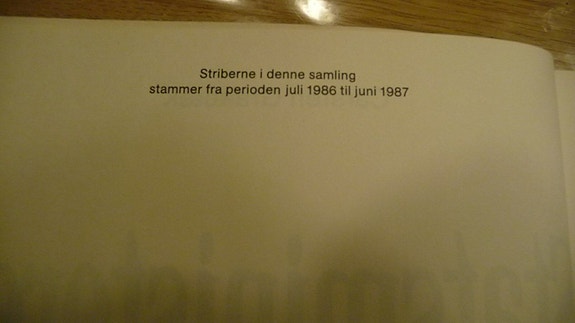 Striberne i denne samling
stammer fra perioden juli 1986 til juni 1987